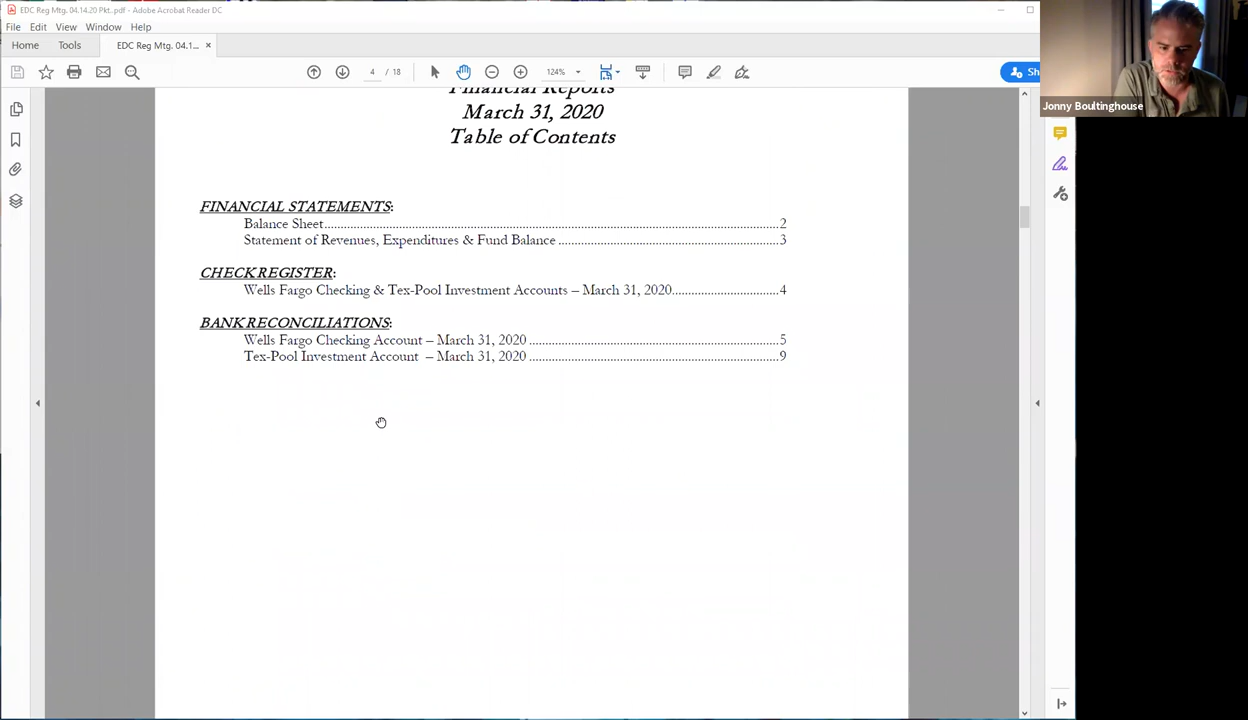 EDC Reg Mtg. 04.14.20 Pkt..pdf - Adobe Acrobat Reader DC
File Edit View Window Help
Home Tools EDC Reg Mtg. 04.1... ×
4 / 18 124% Sh
Jonny Boultinghouse
Financial Reports
March 31, 2020
Table of Contents
FINANCIAL STATEMENTS:
Balance Sheet 2
Statement of Revenues, Expenditures & Fund Balance 3
CHECK REGISTER:
Wells Fargo Checking & Tex-Pool Investment Accounts – March 31, 2020 4
BANK RECONCILIATIONS:
Wells Fargo Checking Account – March 31, 2020 5
Tex-Pool Investment Account – March 31, 2020 9